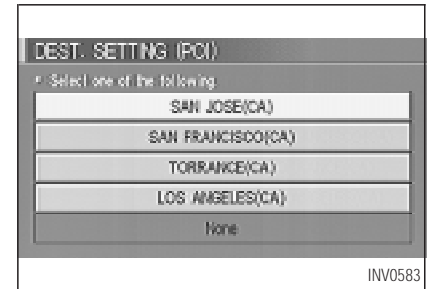 DEST. SETTING (POI)
Select one of the following
SAN JOSE(CA)
SAN FRANCISCO(CA)
TORRANCE(CA)
LOS ANGELES(CA)
None
INV0583